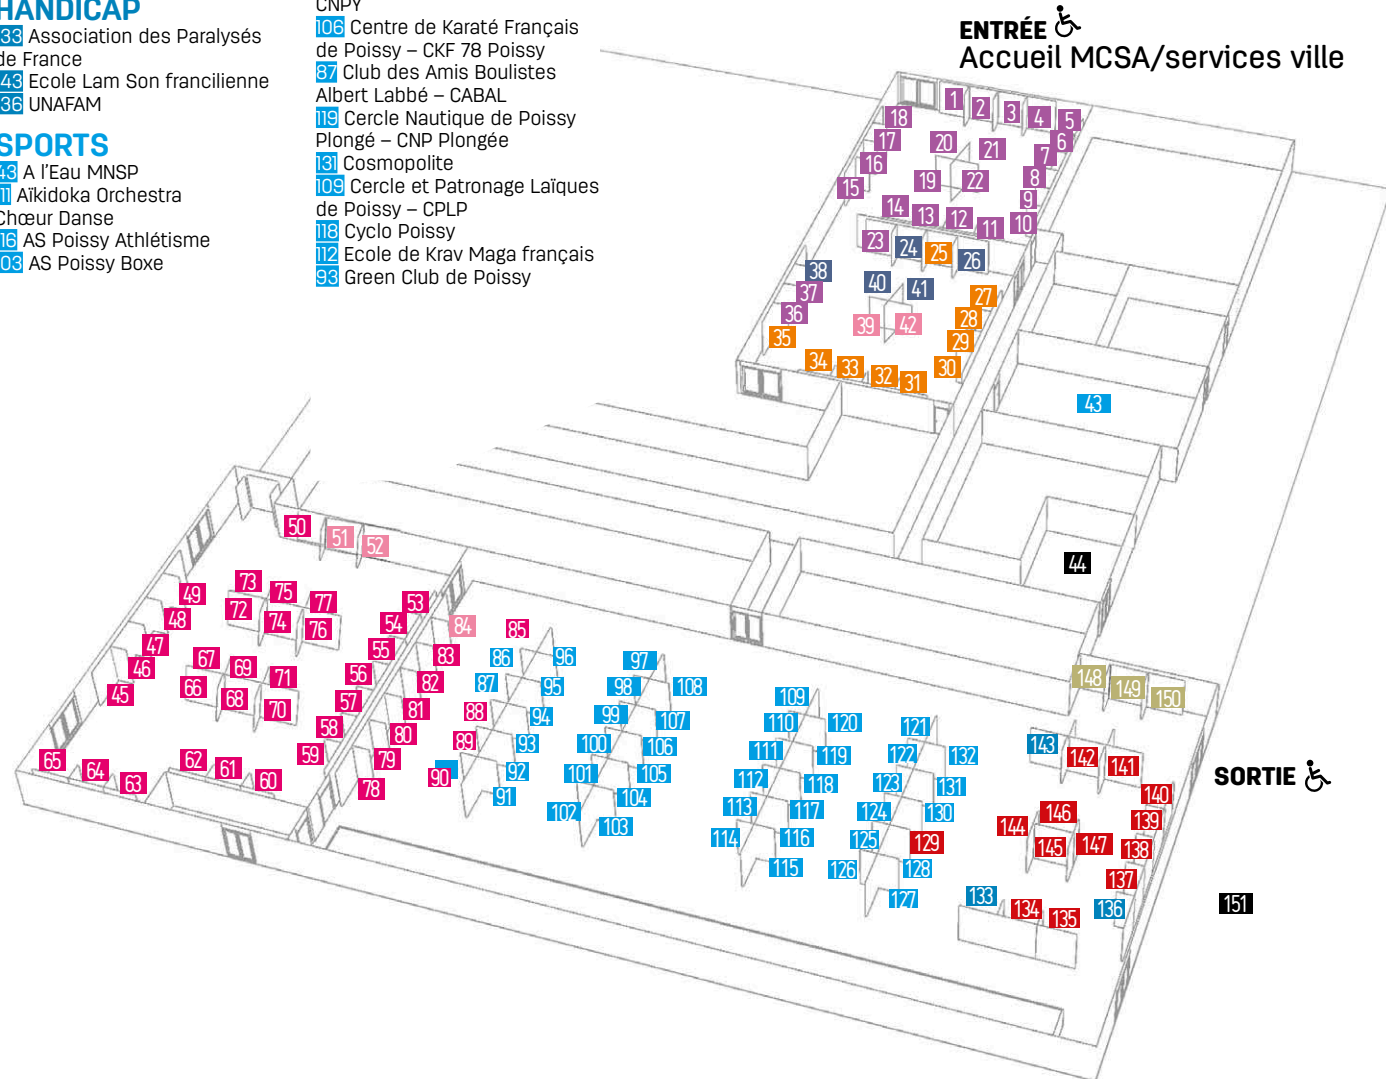 HANDICAP
33 Association des Paralysés
de France
43 Ecole Lam Son francilienne
36 UNAFAM
SPORTS
43 A l'Eau MNSP
11 Aïkidoka Orchestra
Chœur Danse
16 AS Poissy Athlétisme
03 AS Poissy Boxe
CNPY
106 Centre de Karaté Français
de Poissy – CKF 78 Poissy
87 Club des Amis Boulistes
Albert Labbé – CABAL
119 Cercle Nautique de Poissy
Plongé – CNP Plongée
131 Cosmopolite
109 Cercle et Patronage Laïques
de Poissy – CPLP
118 Cyclo Poissy
112 Ecole de Krav Maga français
93 Green Club de Poissy
ENTRÉE
Accueil MCSA/services ville
1 2 3 4 5
18 17 16 15
20 21 19 22
6 7 8 9 10
14 13 12 11
23 24 25 26
38 37 36 35
40 41 39 42
27 28 29 30
34 33 32 31
43
44
50 51 52
49 48 47 46 45
73 75 77
72 74 76
67 69 71
66 68 70
53 54 55 56 57 58 59
65 64 63 62 61 60
84 83 82 81 80 79 78
85 86 87 88 89 90
96 95 94 93 92 91
97 98 99 100 101 102
108 107 106 105 104 103
109 110 111 112 113 114
120 119 118 117 116 115
121 122 123 124 125 126
132 131 130 129 128 127
148 149 150
143 142 141
140 139 138 137 136
144 146 145 147
133 134 135
SORTIE
151